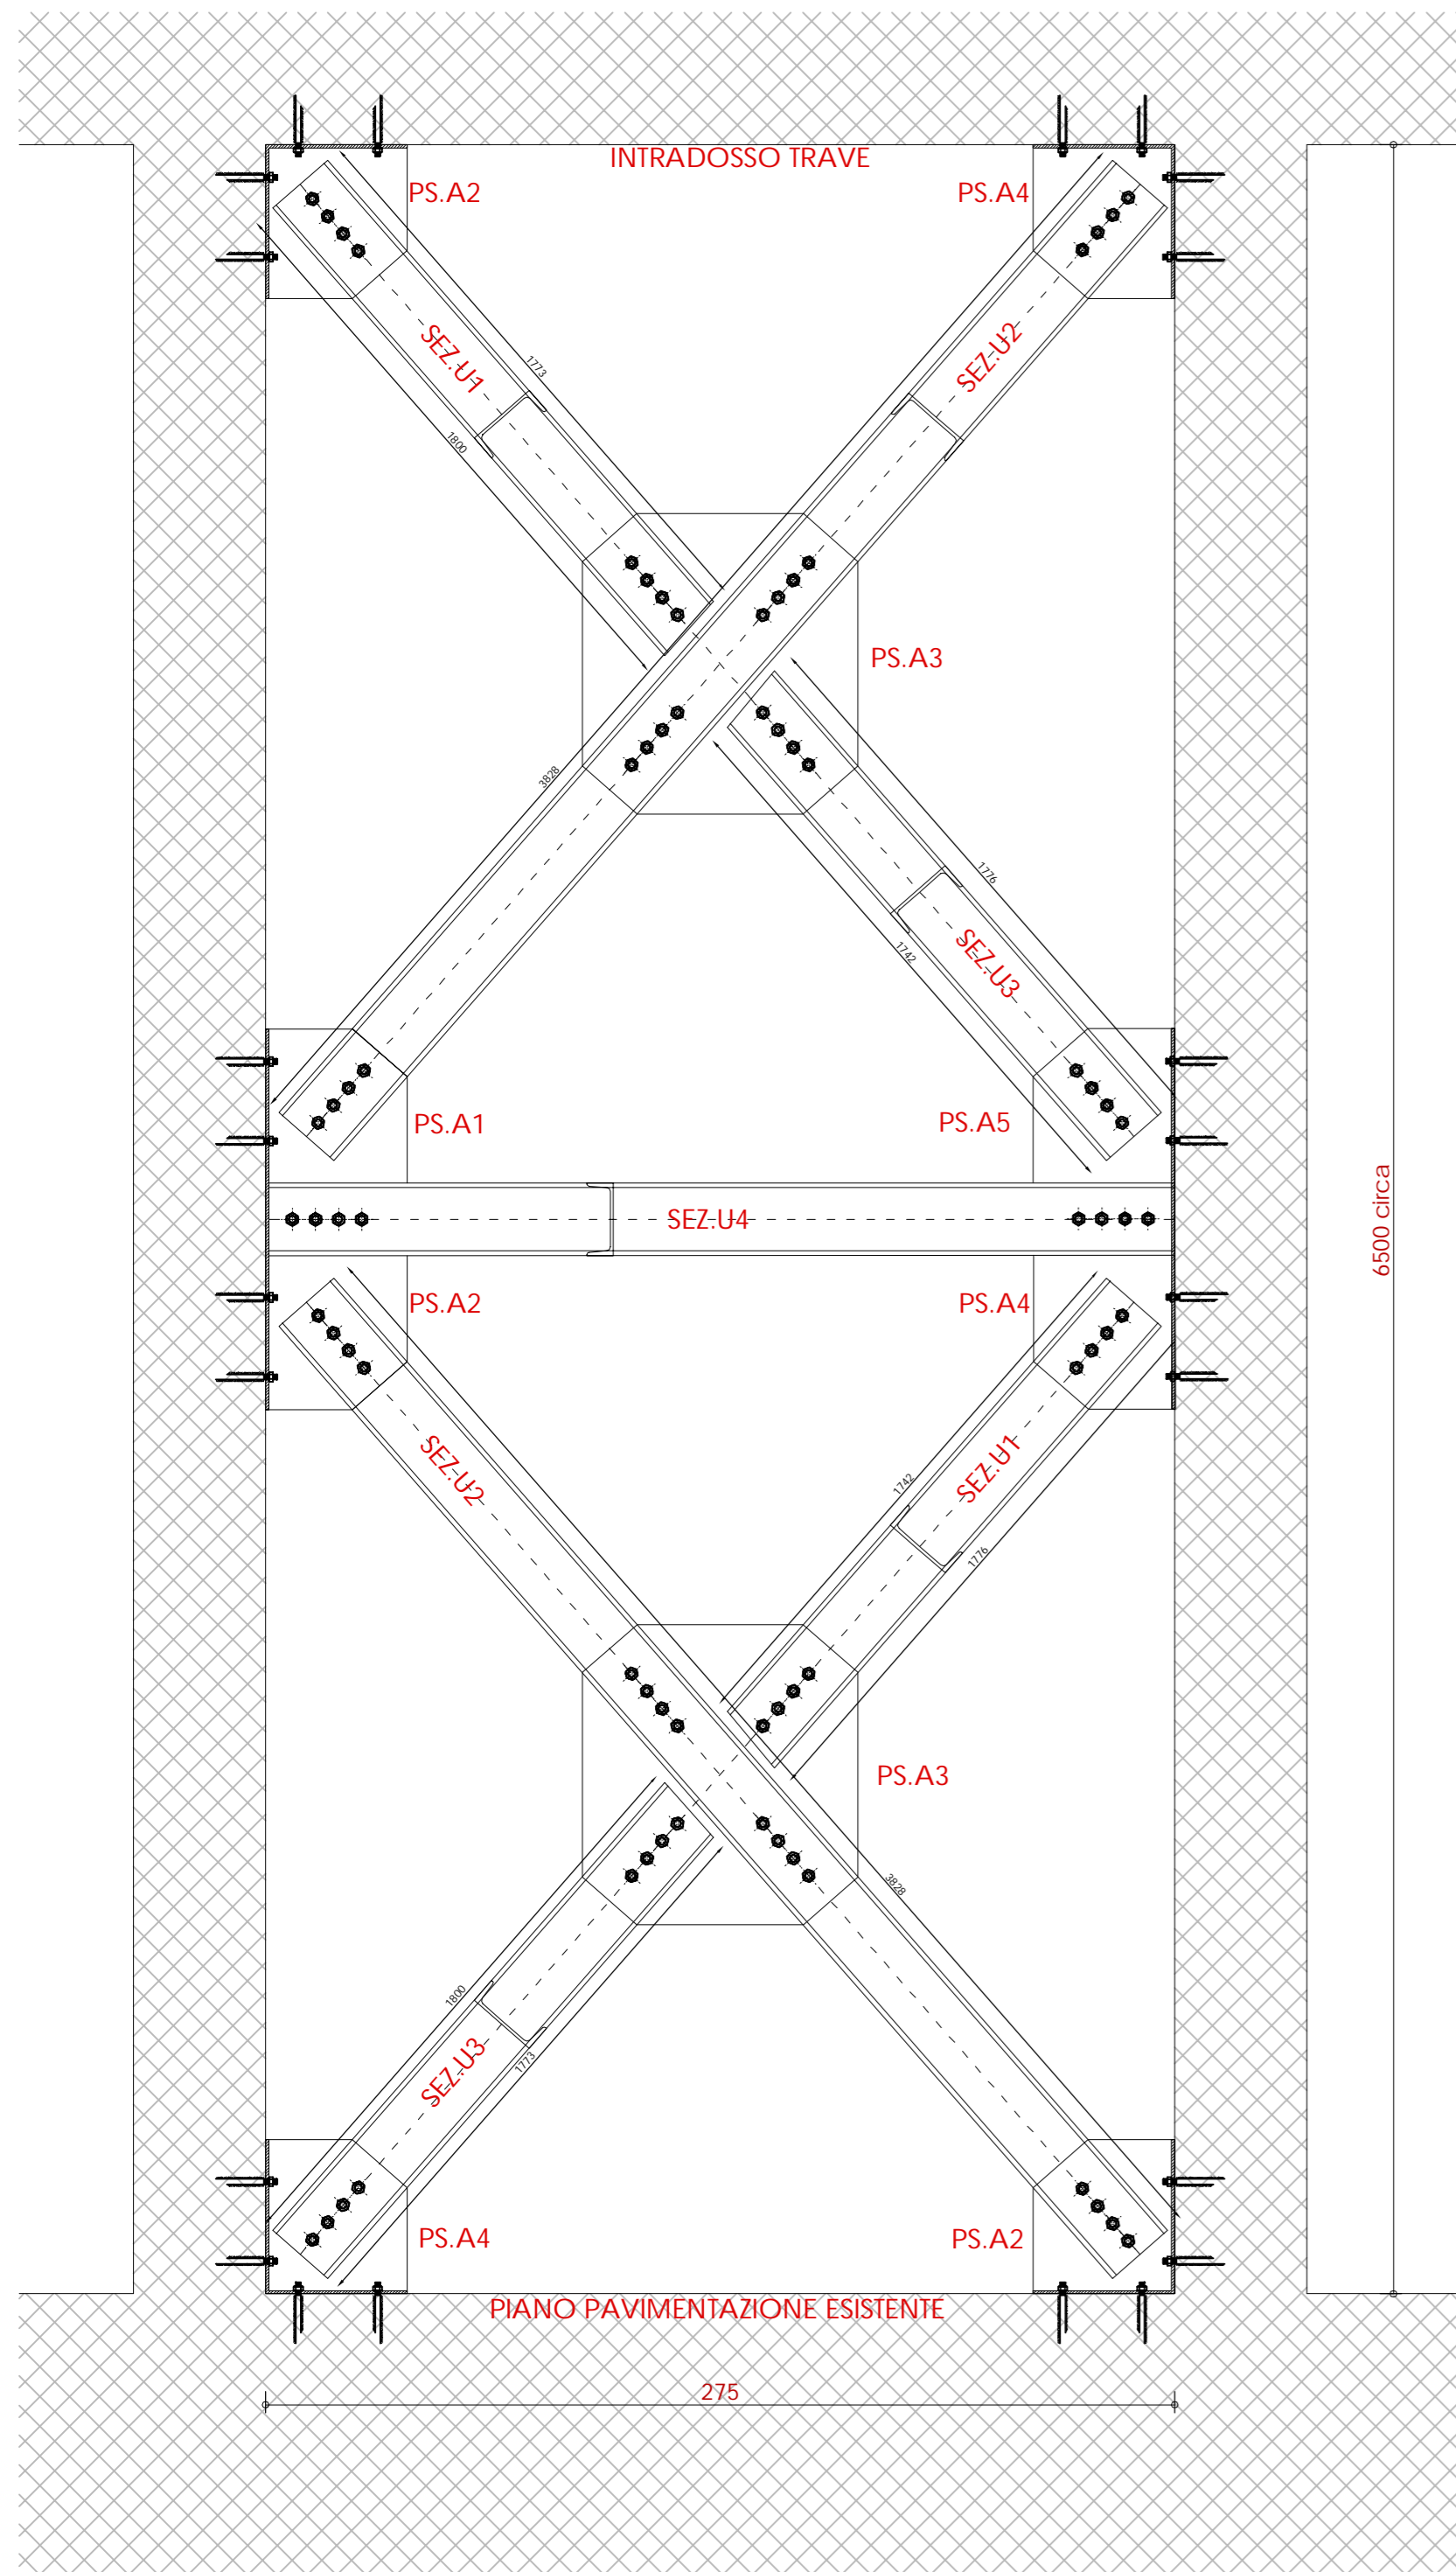 INTRADOSSO TRAVE
PS.A2
PS.A4
SEZ.U1
SEZ.U2
1773
1800
PS.A3
3828
1776
1742
SEZ.U3
PS.A1
PS.A5
6500 circa
SEZ.U4
PS.A2
PS.A4
SEZ.U2
SEZ.U1
1742
1776
PS.A3
3828
1800
1773
SEZ.U3
PS.A4
PS.A2
PIANO PAVIMENTAZIONE ESISTENTE
275